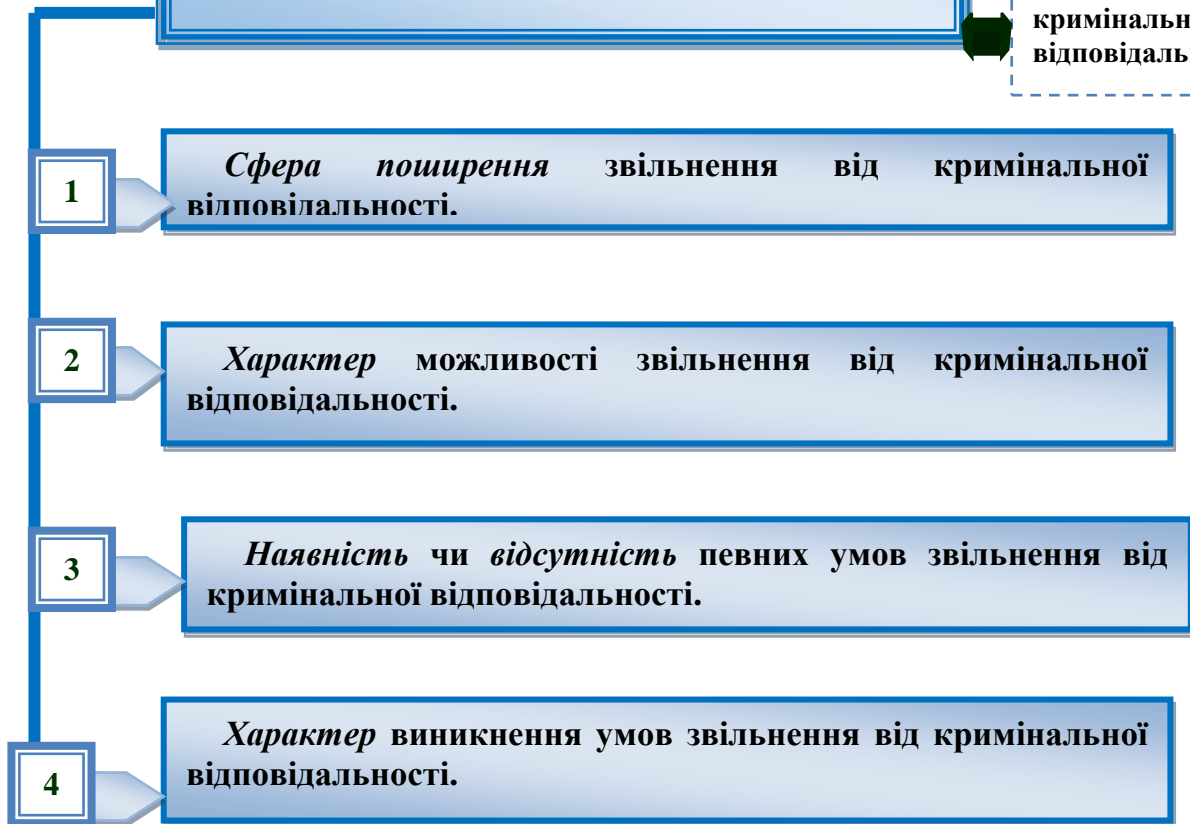 кримінальн
відповідаль
1
Сфера поширення звільнення від кримінальної
відповідальності.
2
Характер можливості звільнення від кримінальної
відповідальності.
3
Наявність чи відсутність певних умов звільнення від
кримінальної відповідальності.
4
Характер виникнення умов звільнення від кримінальної
відповідальності.